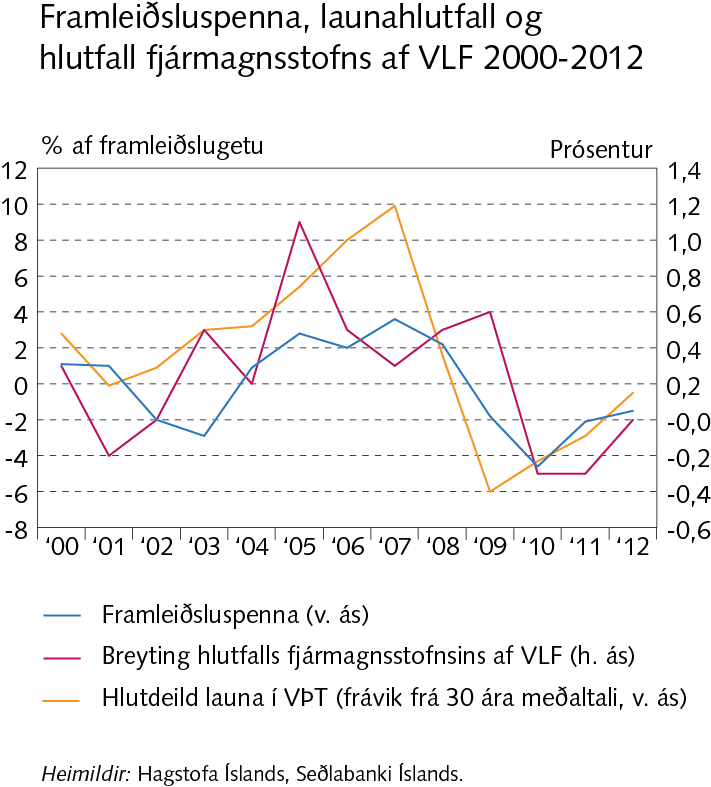 Framleiðsluspenna, launahlutfall og
hlutfall fjármagnsstofns af VLF 2000-2012
% af framleiðslugetu
Prósentur
12
10
8
6
4
2
0
-2
-4
-6
-8
1,4
1,2
1,0
0,8
0,6
0,4
0,2
-0,0
-0,2
-0,4
-0,6
‘00 ‘01 ‘02 ‘03 ‘04 ‘05 ‘06 ‘07 ‘08 ‘09 ‘10 ‘11 ‘12
Framleiðsluspenna (v. ás)
Breyting hlutfalls fjármagnsstofnsins af VLF (h. ás)
Hlutdeild launa í VÞT (frávik frá 30 ára meðaltali, v. ás)
Heimildir: Hagstofa Íslands, Seðlabanki Íslands.